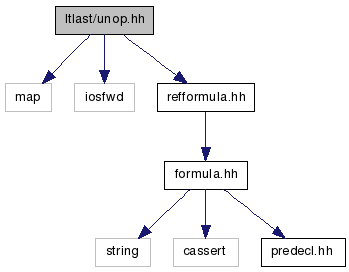 ltlast/unop.hh
map
iosfwd
refformula.hh
formula.hh
string
cassert
predecl.hh